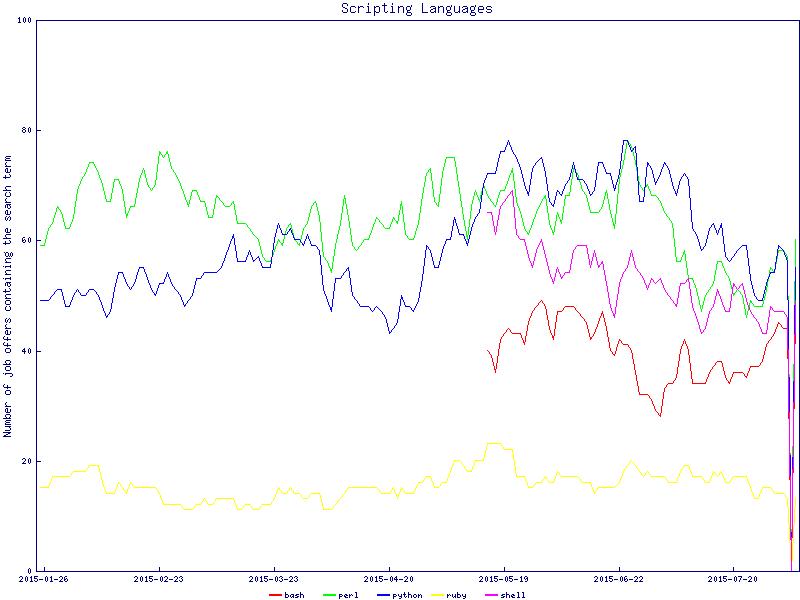 Scripting Languages
Number of job offers containing the search term
100
80
60
40
20
0
2015-01-26 2015-02-23 2015-03-23 2015-04-20 2015-05-19 2015-06-22 2015-07-20
bash perl python ruby shell